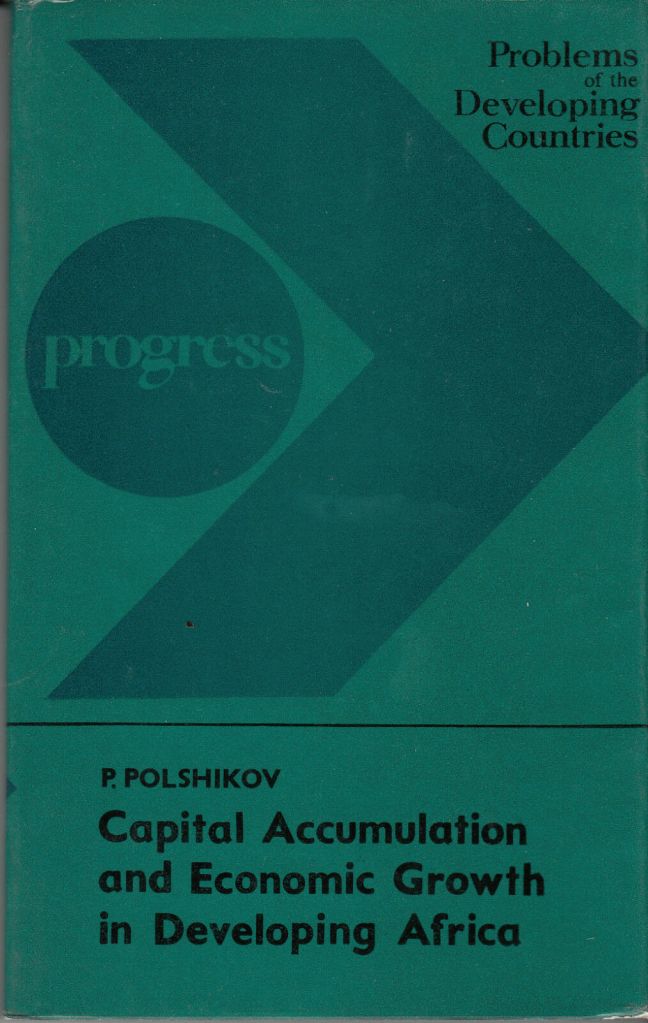 Problems
of the
Developing
Countries
progress
P. POLSHIKOV
Capital Accumulation
and Economic Growth
in Developing Africa